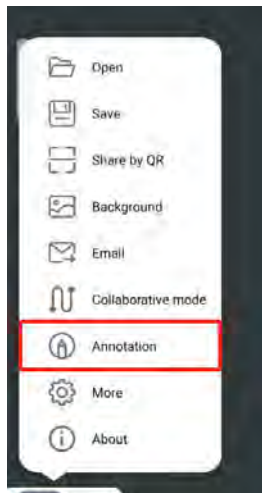 Open
Save
Share by QR
Background
Email
Collaborative mode
Annotation
More
About